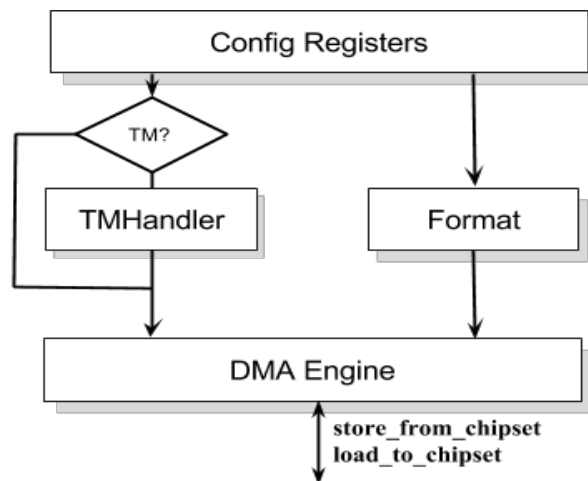 Config Registers
TM?
TMHandler
Format
DMA Engine
store_from_chipset
load_to_chipset